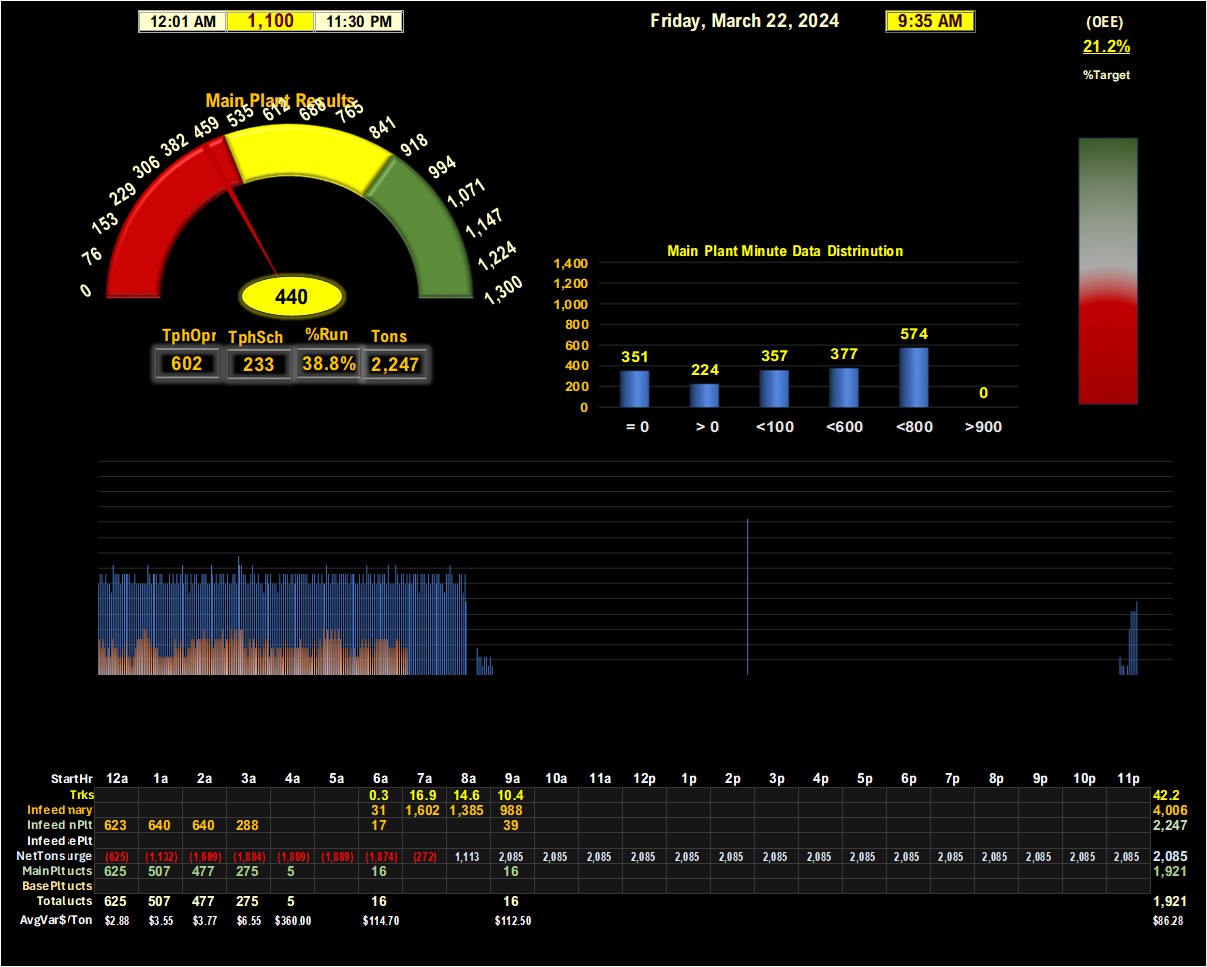 12:01 AM 1,100 11:30 PM Friday, March 22, 2024 9:35 AM (OEE)
21.2%
%Target
Main Plant Results
0 76 153 229 306 382 459 535 612 688 765 841 918 994 1,071 1,147 1,224 1,300
440
TphOpr TphSch %Run Tons
602 233 38.8% 2,247
Main Plant Minute Data Distrinution
1,400
1,200
1,000
800
600
400
200
0
351 224 357 377 574 0
= 0 > 0 <100 <600 <800 >900
StartHr 12a 1a 2a 3a 4a 5a 6a 7a 8a 9a 10a 11a 12p 1p 2p 3p 4p 5p 6p 7p 8p 9p 10p 11p
Trks 0.3 16.9 14.6 10.4 42.2
Infeed nary 31 1,602 1,385 988 4,006
Infeed nPlt 623 640 640 288 17 39 2,247
Infeed ePlt
NetTons urge (625) (1,132) (1,609) (1,884) (1,889) (1,889) (1,874) (272) 1,113 2,085 2,085 2,085 2,085 2,085 2,085 2,085 2,085 2,085 2,085 2,085 2,085 2,085 2,085 2,085 2,085
MainPlt ucts 625 507 477 275 5 16 16 1,921
BasePlt ucts
Total ucts 625 507 477 275 5 16 16 1,921
AvgVar$/Ton $2.88 $3.55 $3.77 $6.55 $360.00 $114.70 $112.50 $86.28